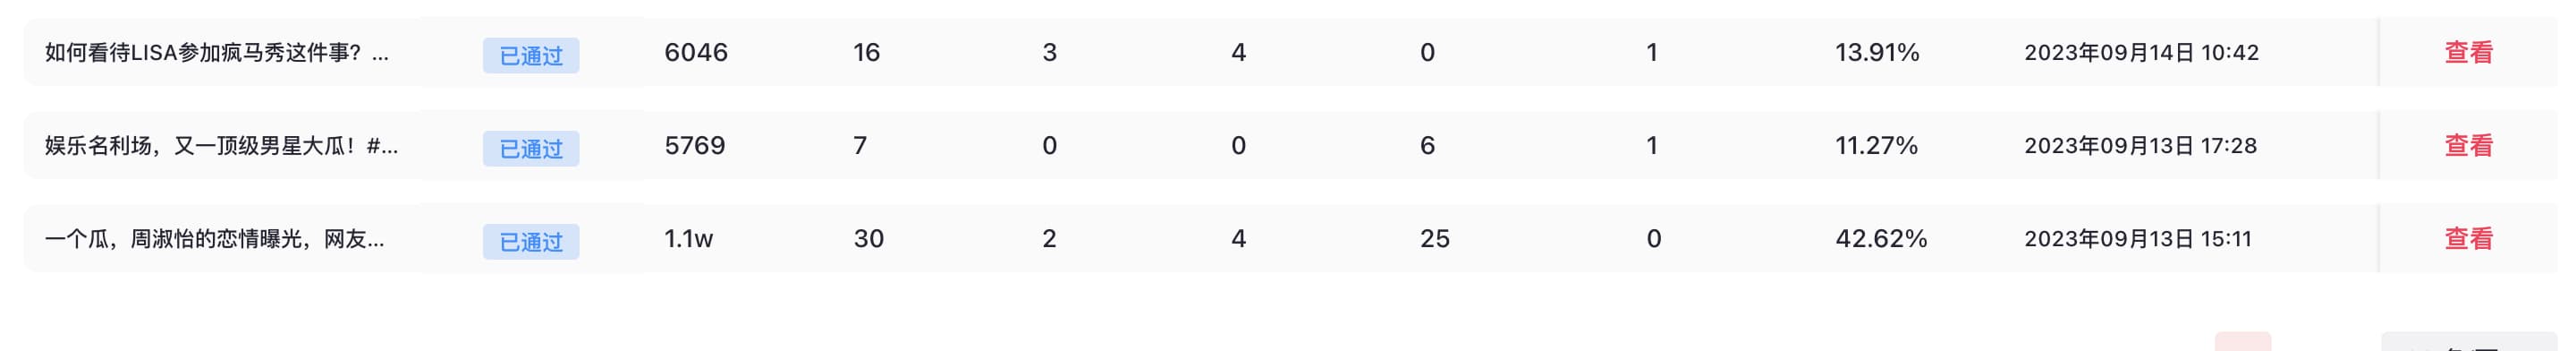 如何看待LISA参加疯马秀这件事？... 已通过 6046 16 3 4 0 1 13.91% 2023年09月14日 10:42 查看
娱乐名利场，又一顶级男星大瓜！#... 已通过 5769 7 0 0 6 1 11.27% 2023年09月13日 17:28 查看
一个瓜，周淑怡的恋情曝光，网友... 已通过 1.1w 30 2 4 25 0 42.62% 2023年09月13日 15:11 查看